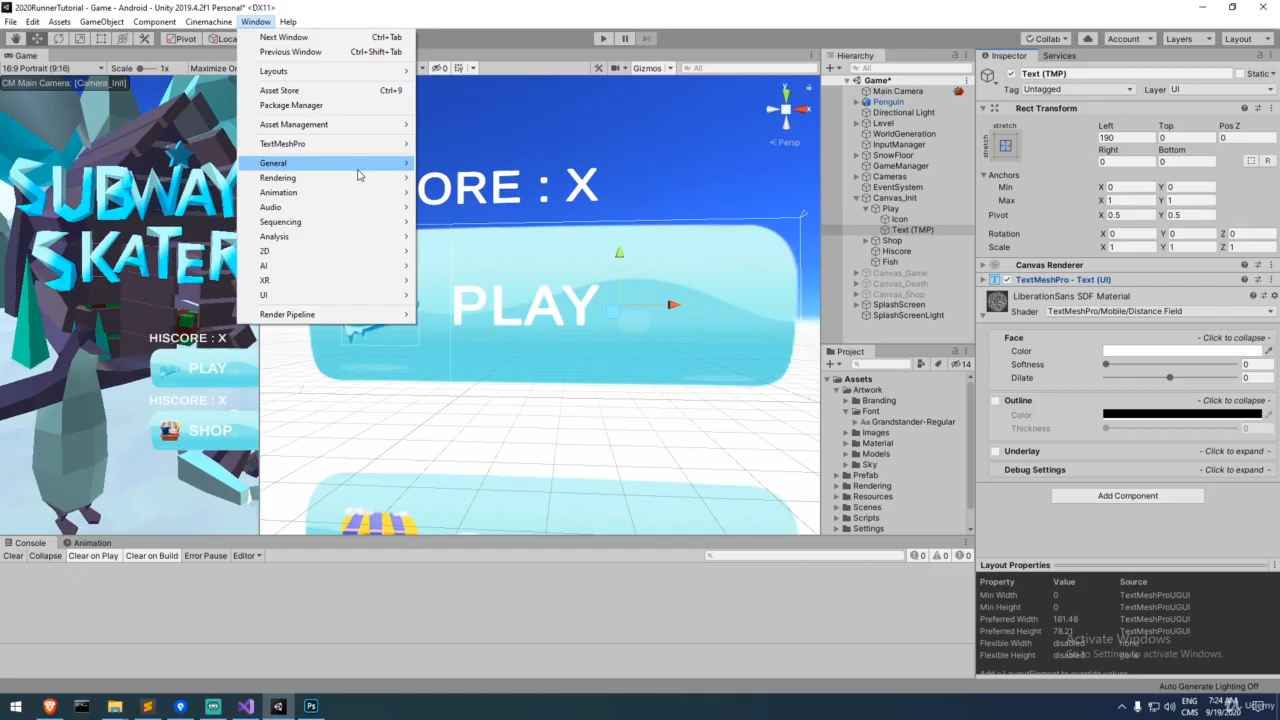 2020RunnerTutorial - Game - Android - Unity 2019.4.2f1 Personal* <DX11>
File Edit Assets GameObject Component Cinemachine Window Help
Pivot
Collab
Account
Layers
Layout
Game
16:9 Portrait (9:16)
Scale
1x
Maximize On
CM Main Camera: [Camera_Init]
Next Window Ctrl+Tab
Previous Window Ctrl+Shift+Tab
Layouts
Asset Store Ctrl+9
Package Manager
Asset Management
TextMeshPro
General
Rendering
Animation
Audio
Sequencing
Analysis
2D
AI
XR
UI
Render Pipeline
SUBWAY
SKATER
HISCORE : X
PLAY
HISCORE : X
SHOP
0
Gizmos
All
Persp
ORE : X
PLAY
Hierarchy
All
Game*
Main Camera
Penguin
Directional Light
Level
WorldGeneration
InputManager
SnowFloor
GameManager
Cameras
EventSystem
Canvas_Init
Play
Icon
Text (TMP)
Shop
Hiscore
Fish
Canvas_Game
Canvas_Death
Canvas_Shop
SplashScreen
SplashScreenLight
Project
14
Assets
Artwork
Branding
Font
Grandstander-Regular
Images
Material
Models
Sky
Prefab
Rendering
Resources
Scenes
Scripts
Settings
Inspector Services
Text (TMP) Static
Tag Untagged Layer UI
Rect Transform
stretch
stretch
Left Top Pos Z
190 0 0
Right Bottom
0 0
R
Anchors
Min X 0 Y 0
Max X 1 Y 1
Pivot X 0.5 Y 0.5
Rotation X 0 Y 0 Z 0
Scale X 1 Y 1 Z 1
Canvas Renderer
TextMeshPro - Text (UI)
LiberationSans SDF Material
Shader TextMeshPro/Mobile/Distance Field
Face - Click to collapse -
Color
Softness 0
Dilate 0
Outline - Click to collapse -
Color
Thickness 0
Underlay - Click to expand -
Debug Settings - Click to expand -
Add Component
Layout Properties
Property Value Source
Min Width 0 TextMeshProUGUI
Min Height 0 TextMeshProUGUI
Preferred Width 181.48 TextMeshProUGUI
Preferred Height 78.21 TextMeshProUGUI
Flexible Width disabled none
Flexible Height disabled none
Add a LayoutElement to override values
Activate Windows
Go to Settings to activate Windows.
Console Animation
Clear Collapse Clear on Play Clear on Build Error Pause Editor
0 0 0
Auto Generate Lighting Off
ENG
CMS
7:24 AM
9/19/2020
Udemy